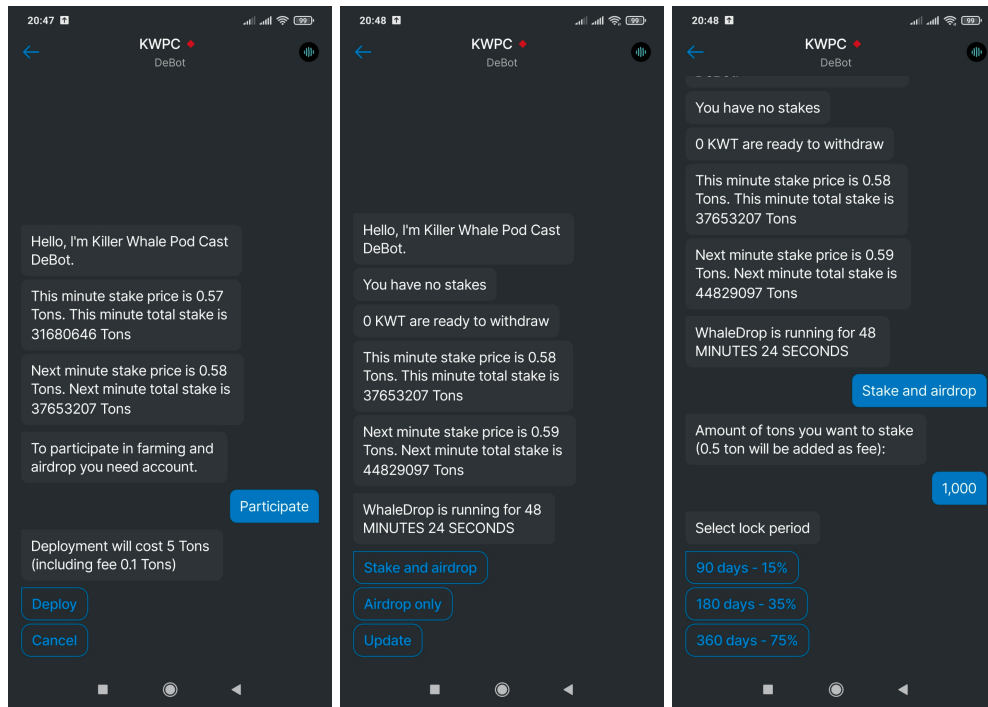 20:47
99
KWPC
DeBot
Hello, I'm Killer Whale Pod Cast
DeBot.
This minute stake price is 0.57
Tons. This minute total stake is
31680646 Tons
Next minute stake price is 0.58
Tons. Next minute total stake is
37653207 Tons
To participate in farming and
airdrop you need account.
Participate
Deployment will cost 5 Tons
(including fee 0.1 Tons)
Deploy
Cancel
20:48
99
KWPC
DeBot
Hello, I'm Killer Whale Pod Cast
DeBot.
You have no stakes
0 KWT are ready to withdraw
This minute stake price is 0.58
Tons. This minute total stake is
37653207 Tons
Next minute stake price is 0.59
Tons. Next minute total stake is
44829097 Tons
WhaleDrop is running for 48
MINUTES 24 SECONDS
Stake and airdrop
Airdrop only
Update
20:48
99
KWPC
DeBot
You have no stakes
0 KWT are ready to withdraw
This minute stake price is 0.58
Tons. This minute total stake is
37653207 Tons
Next minute stake price is 0.59
Tons. Next minute total stake is
44829097 Tons
WhaleDrop is running for 48
MINUTES 24 SECONDS
Stake and airdrop
Amount of tons you want to stake
(0.5 ton will be added as fee):
1,000
Select lock period
90 days - 15%
180 days - 35%
360 days - 75%